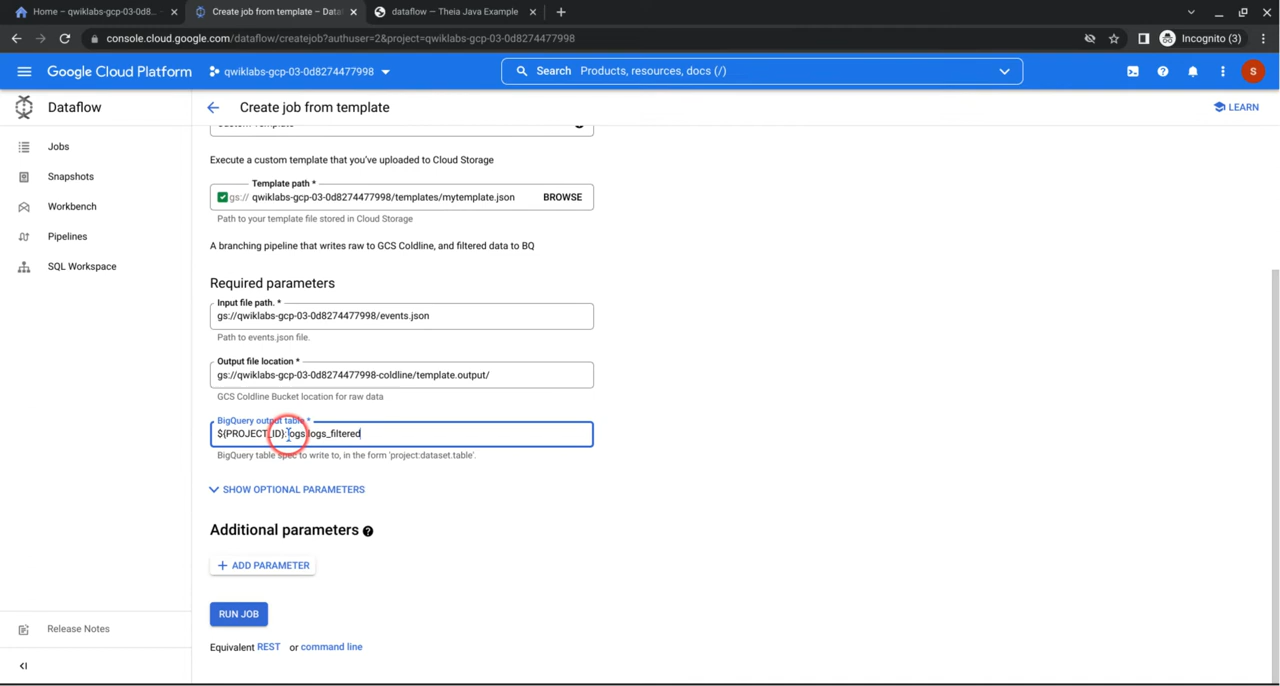 Home – qwiklabs-gcp-03-0d8...
Create job from template – Data
dataflow — Theia Java Example
console.cloud.google.com/dataflow/createjob?authuser=2&project=qwiklabs-gcp-03-0d8274477998
Incognito (3)
Google Cloud Platform
qwiklabs-gcp-03-0d8274477998
Search Products, resources, docs (/)
S
Dataflow
Create job from template
LEARN
Jobs
Snapshots
Workbench
Pipelines
SQL Workspace
Release Notes
Custom Template
Execute a custom template that you've uploaded to Cloud Storage
Template path *
gs:// qwiklabs-gcp-03-0d8274477998/templates/mytemplate.json BROWSE
Path to your template file stored in Cloud Storage
A branching pipeline that writes raw to GCS Coldline, and filtered data to BQ
Required parameters
Input file path. *
gs://qwiklabs-gcp-03-0d8274477998/events.json
Path to events.json file.
Output file location *
gs://qwiklabs-gcp-03-0d8274477998-coldline/template.output/
GCS Coldline Bucket location for raw data
BigQuery output table *
${PROJECT_ID}:logs.logs_filtered
BigQuery table spec to write to, in the form 'project:dataset.table'.
SHOW OPTIONAL PARAMETERS
Additional parameters
ADD PARAMETER
RUN JOB
Equivalent REST or command line